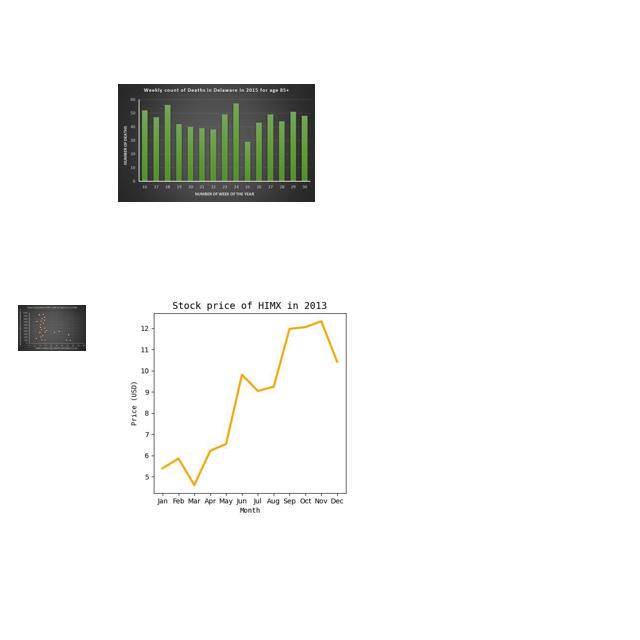 Weekly count of Deaths in Delaware in 2015 for age 85+
NUMBER OF DEATHS
60
50
40
30
20
10
0
16 17 18 19 20 21 22 23 24 25 26 27 28 29 30
NUMBER OF WEEK OF THE YEAR
Stock price of HIMX in 2013
Price (USD)
12
11
10
9
8
7
6
5
Jan Feb Mar Apr May Jun Jul Aug Sep Oct Nov Dec
Month